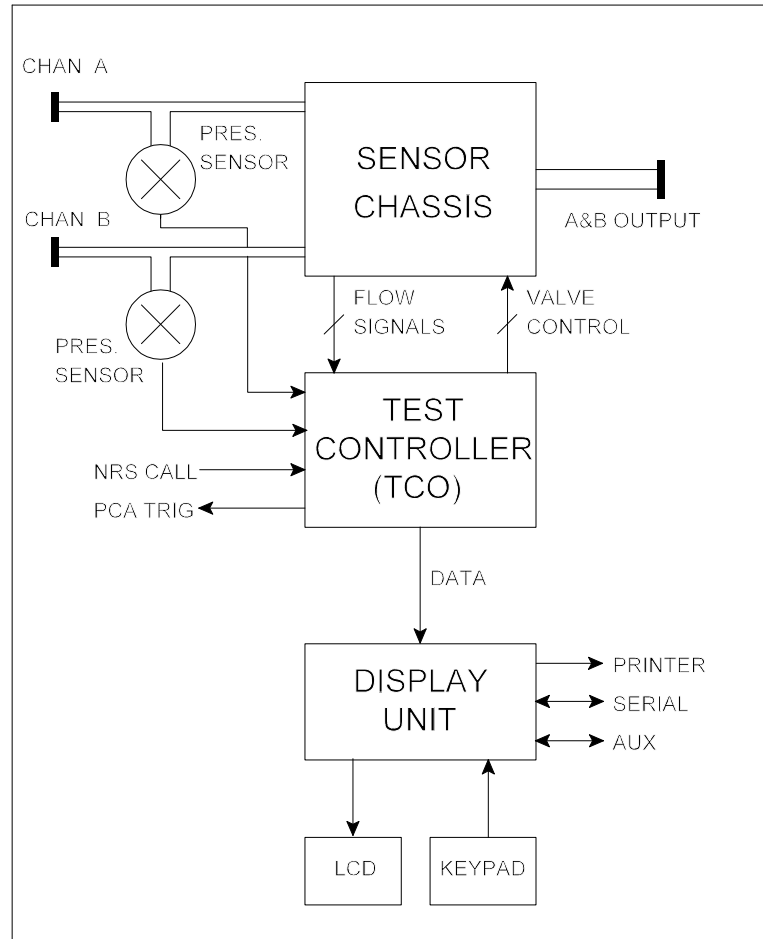 CHAN A
PRES.
SENSOR
SENSOR
CHASSIS
A&B OUTPUT
CHAN B
PRES.
SENSOR
FLOW
SIGNALS
VALVE
CONTROL
TEST
CONTROLLER
(TCO)
NRS CALL
PCA TRIG
DATA
DISPLAY
UNIT
PRINTER
SERIAL
AUX
LCD
KEYPAD